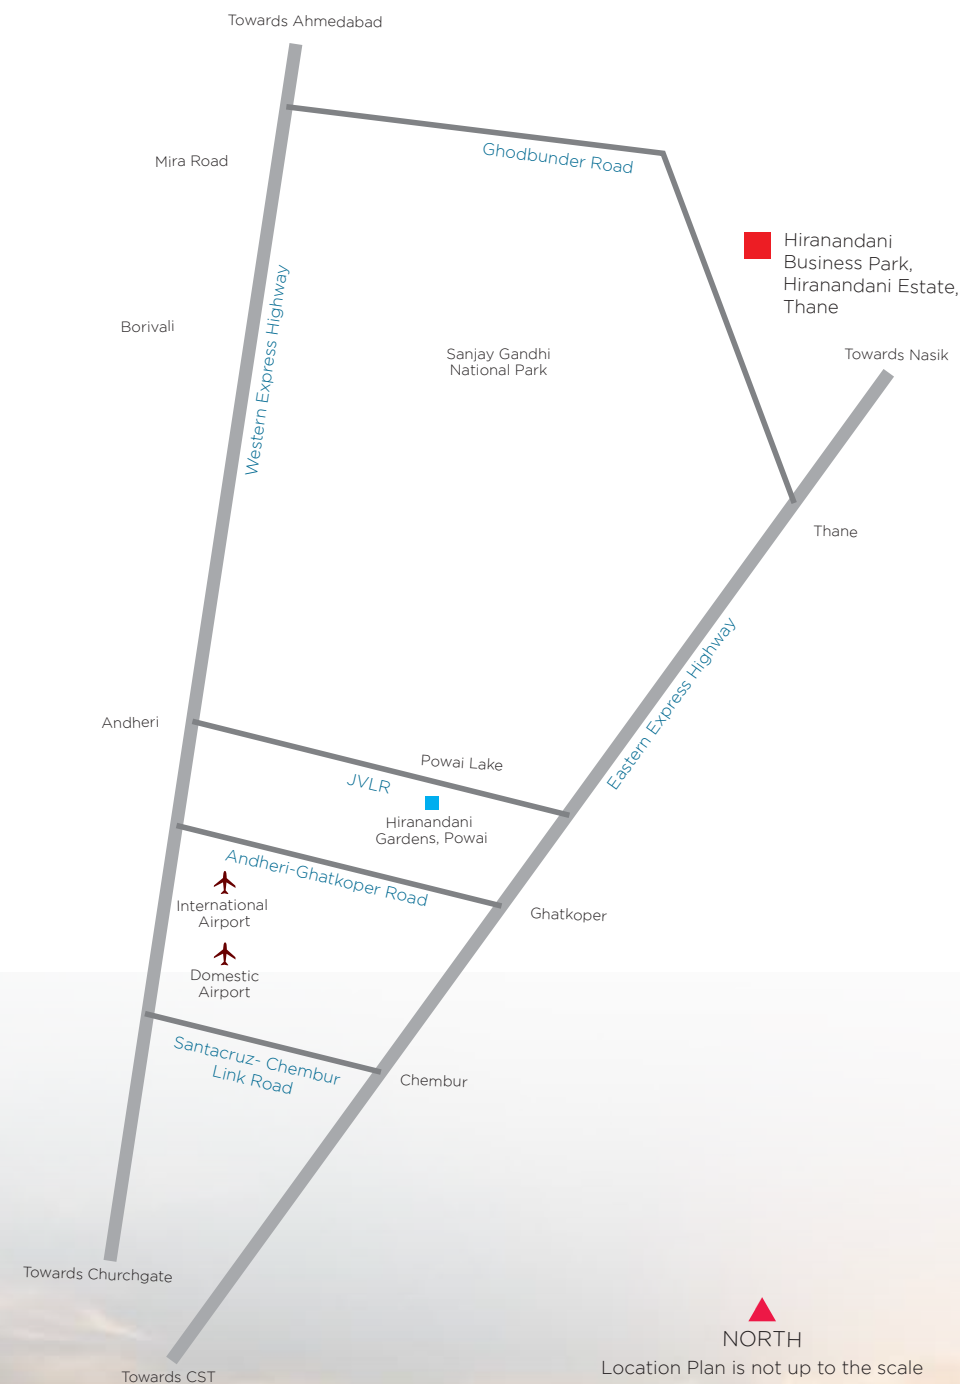 Towards Ahmedabad
Ghodbunder Road
Mira Road
Hiranandani
Business Park,
Hiranandani Estate,
Thane
Western Express Highway
Borivali
Sanjay Gandhi
National Park
Towards Nasik
Thane
Eastern Express Highway
Andheri
Powai Lake
JVLR
Hiranandani
Gardens, Powai
Andheri-Ghatkoper Road
International
Airport
Ghatkoper
Domestic
Airport
Santacruz- Chembur
Link Road
Chembur
Towards Churchgate
Towards CST
NORTH
Location Plan is not up to the scale